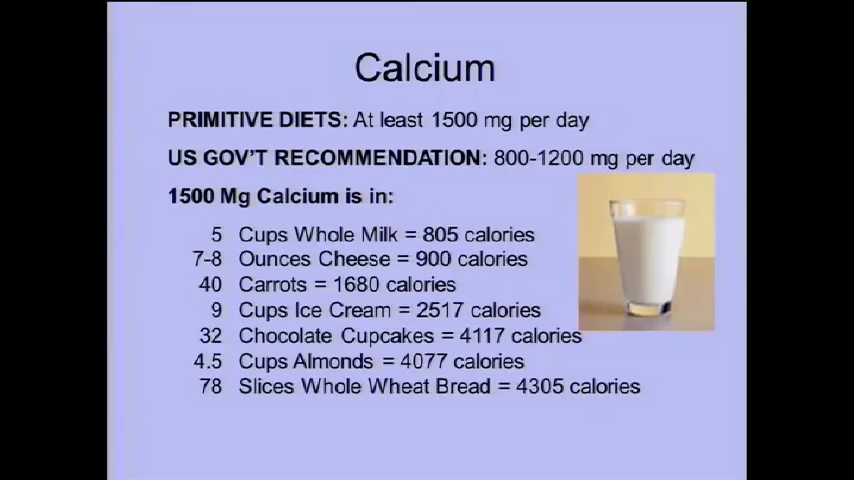 Calcium
PRIMITIVE DIETS: At least 1500 mg per day
US GOV'T RECOMMENDATION: 800-1200 mg per day
1500 Mg Calcium is in:
5 Cups Whole Milk = 805 calories
7-8 Ounces Cheese = 900 calories
40 Carrots = 1680 calories
9 Cups Ice Cream = 2517 calories
32 Chocolate Cupcakes = 4117 calories
4.5 Cups Almonds = 4077 calories
78 Slices Whole Wheat Bread = 4305 calories